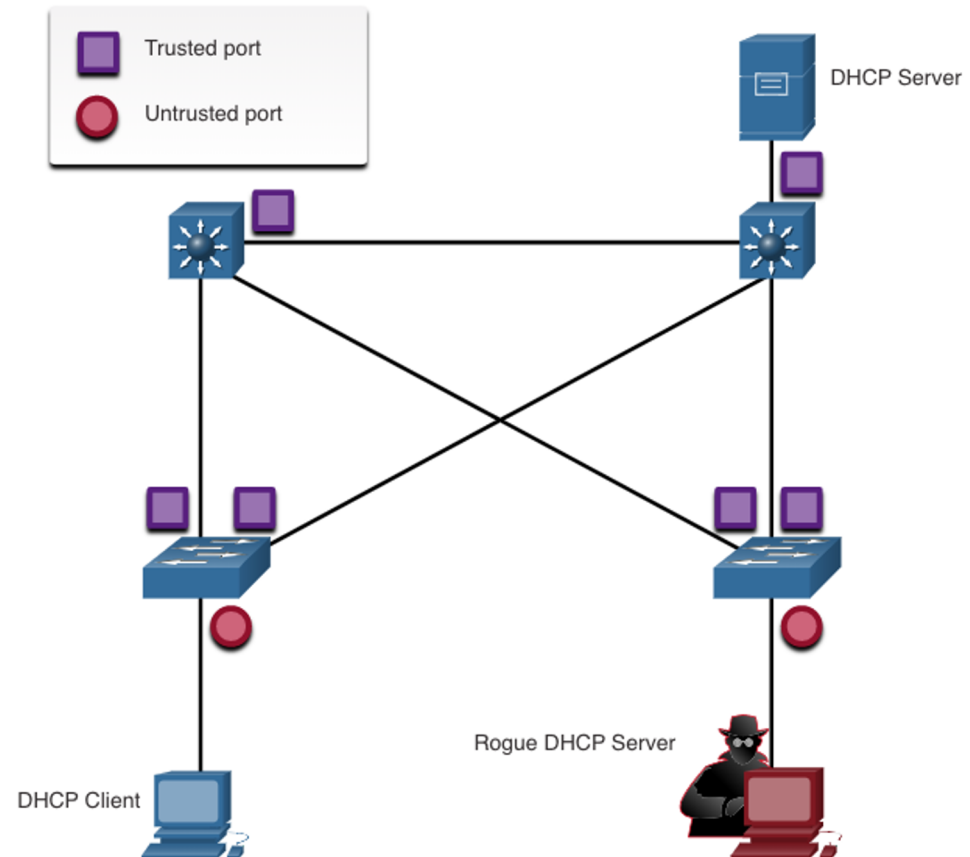 Trusted port
Untrusted port
DHCP Server
Rogue DHCP Server
DHCP Client